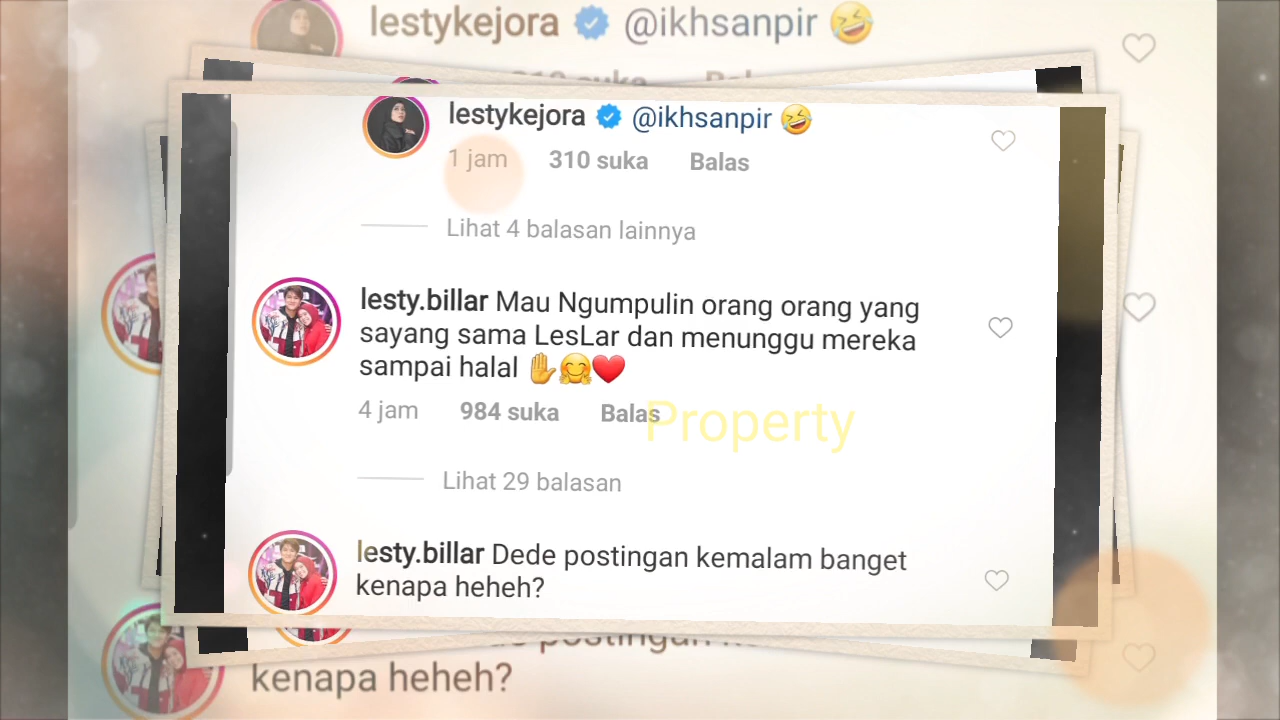 lestykejora @ikhsanpir 🤣
lestykejora @ikhsanpir 🤣
1 jam 310 suka Balas
Lihat 4 balasan lainnya
lesty.billar Mau Ngumpulin orang orang yang
sayang sama LesLar dan menunggu mereka
sampai halal ✋🤗❤️
4 jam 984 suka Balas
Property
Lihat 29 balasan
lesty.billar Dede postingan kemalam banget
kenapa heheh?
kenapa heheh?